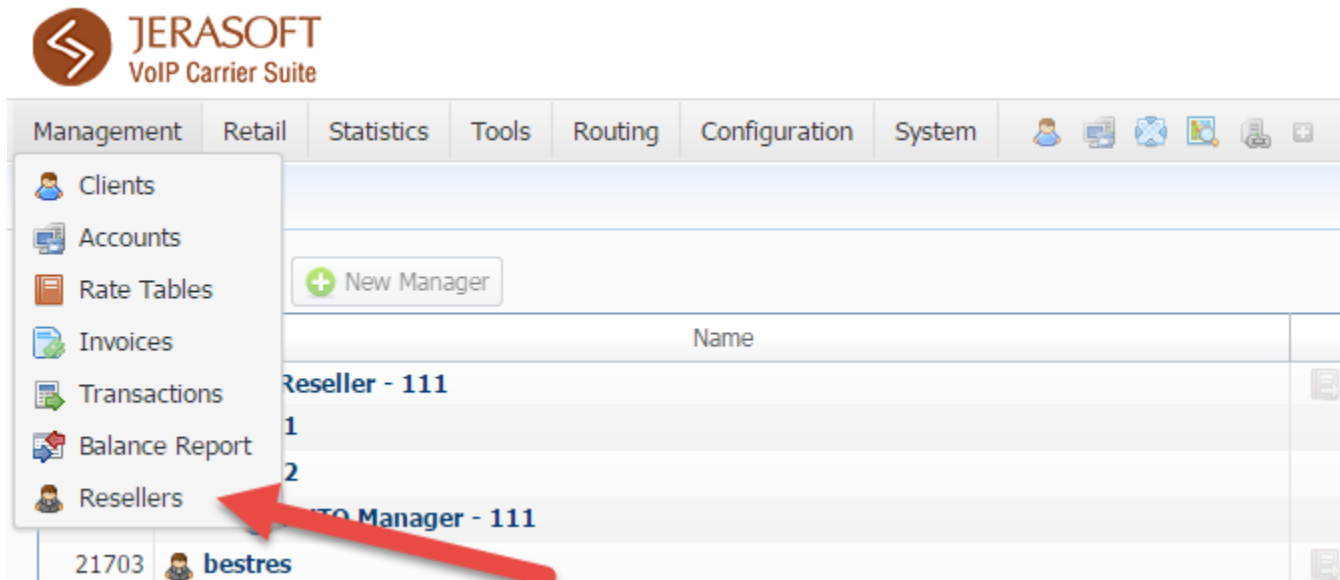 JERASOFT
VoIP Carrier Suite
Management Retail Statistics Tools Routing Configuration System
Clients
Accounts
Rate Tables
Invoices
Transactions
Balance Report
Resellers
New Manager
Name
Reseller - 111
1
2
Manager - 111
21703 bestres